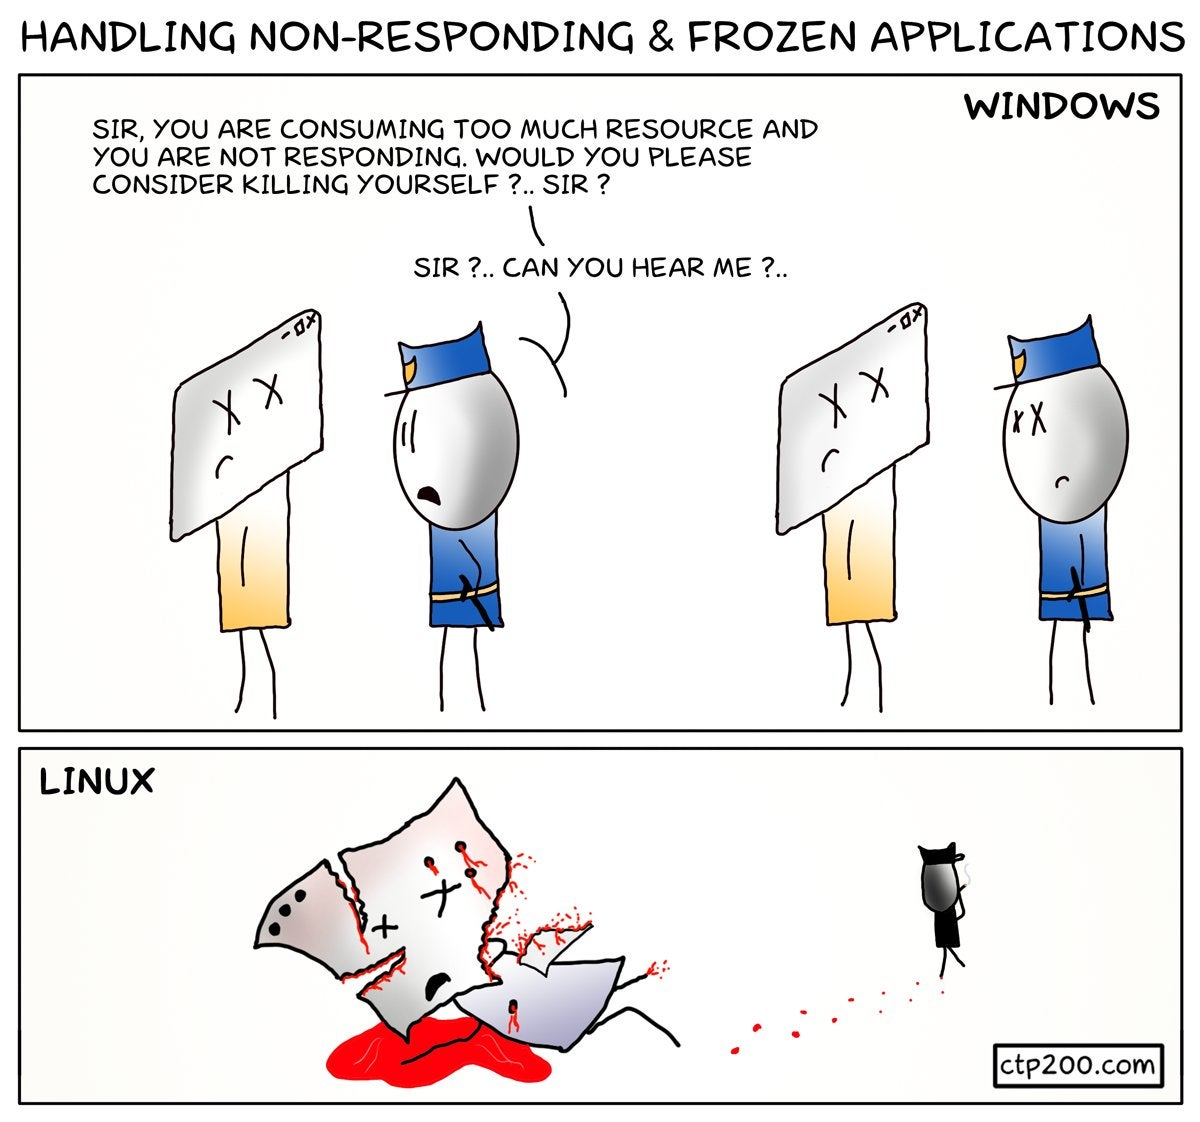 HANDLING NON-RESPONDING & FROZEN APPLICATIONS
WINDOWS
SIR, YOU ARE CONSUMING TOO MUCH RESOURCE AND
YOU ARE NOT RESPONDING. WOULD YOU PLEASE
CONSIDER KILLING YOURSELF ?.. SIR ?
SIR ?.. CAN YOU HEAR ME ?..
LINUX
ctp200.com